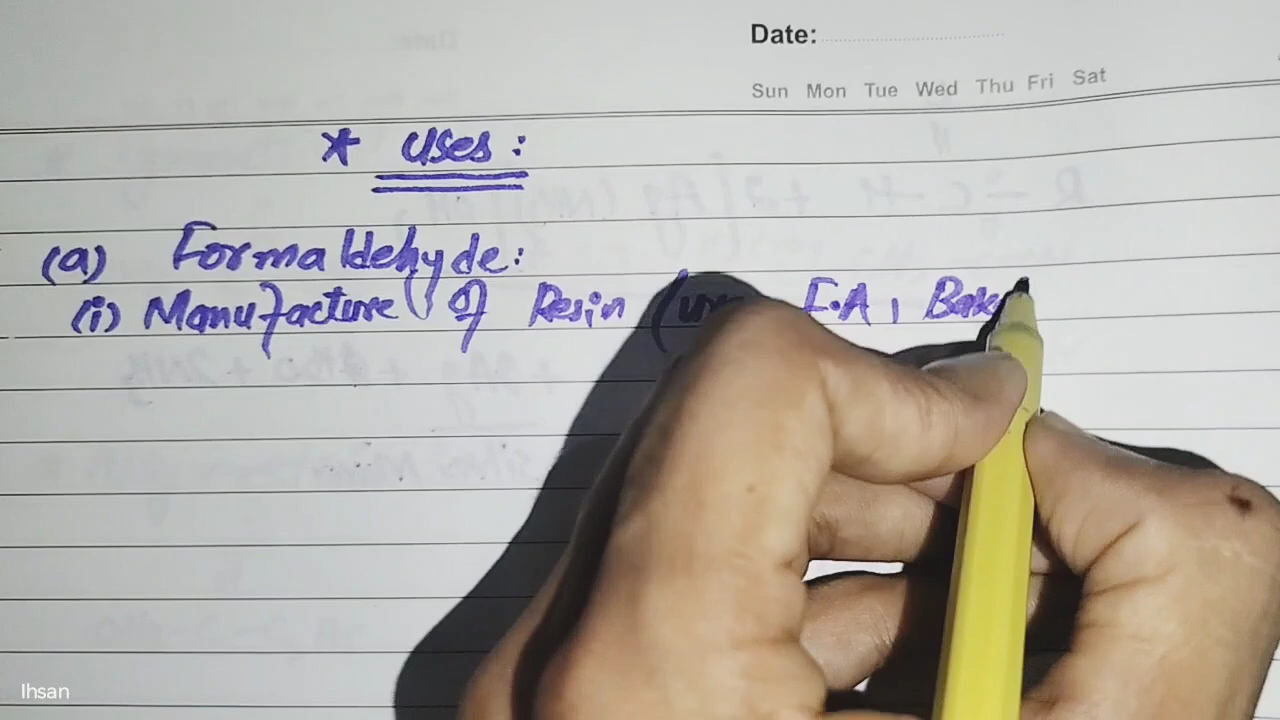 Date:
Sun Mon Tue Wed Thu Fri Sat
* Uses:
(a) Formaldehyde:
(i) Manufacture of Resin ( F.A, Bake
Ihsan